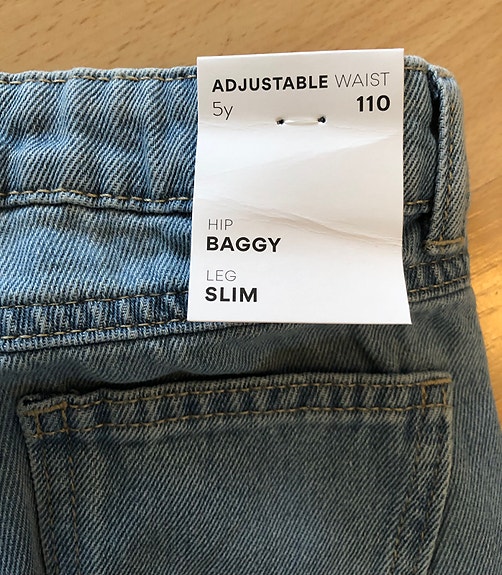 ADJUSTABLE WAIST
5y 110
HIP
BAGGY
LEG
SLIM